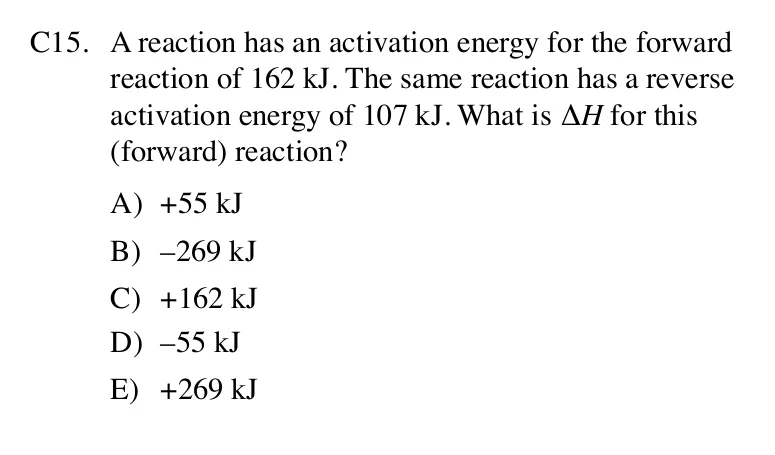 C15. A reaction has an activation energy for the forward
reaction of 162 kJ. The same reaction has a reverse
activation energy of 107 kJ. What is ΔH for this
(forward) reaction?
A) +55 kJ
B) –269 kJ
C) +162 kJ
D) –55 kJ
E) +269 kJ